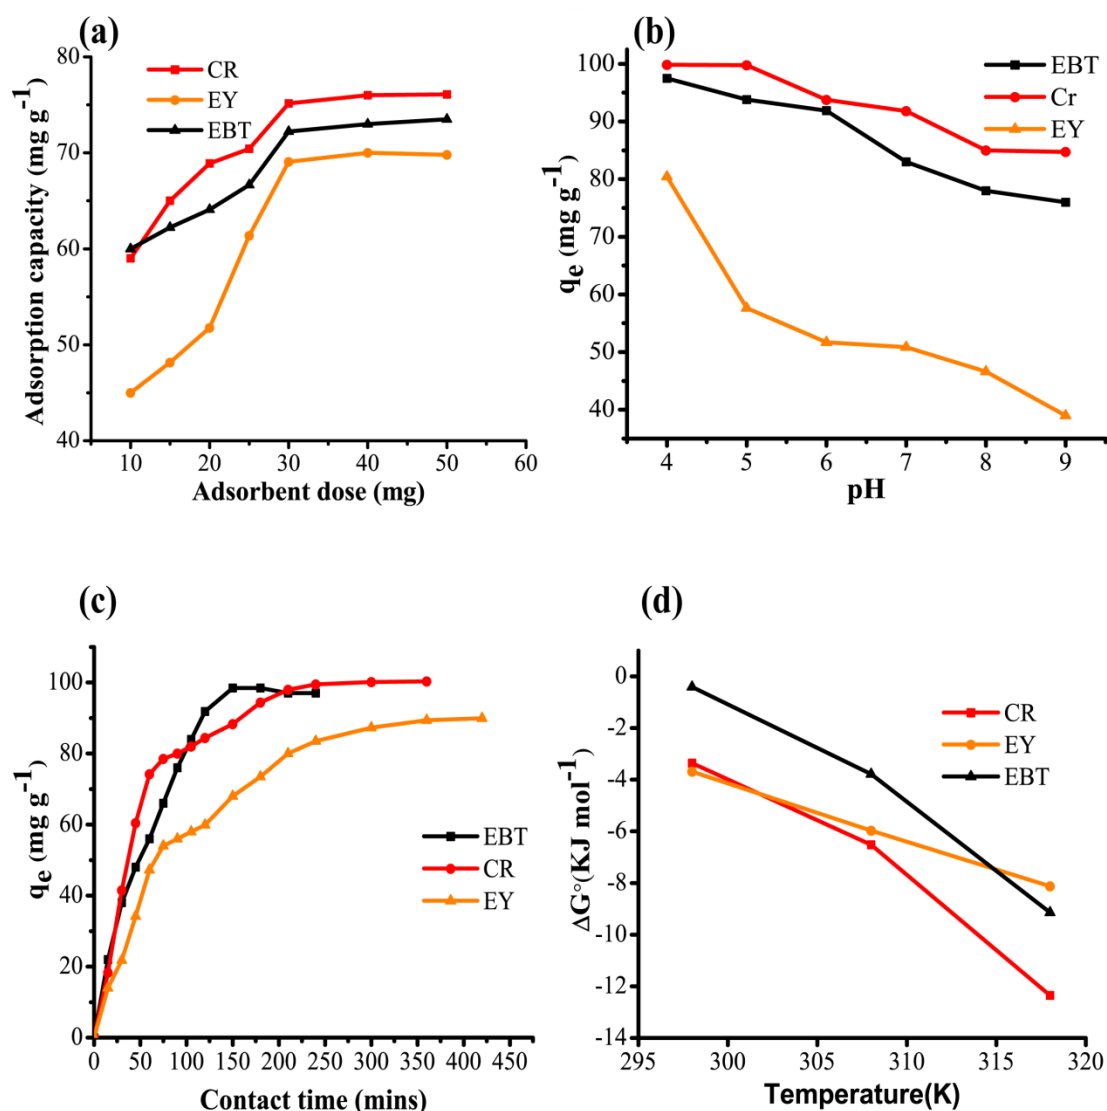 (a)
CR
EY
EBT
80
70
60
50
40
10 20 30 40 50 60
Adsorption capacity (mg g⁻¹)
Adsorbent dose (mg)
(b)
EBT
Cr
EY
100
90
80
70
60
50
40
4 5 6 7 8 9
qₑ (mg g⁻¹)
pH
(c)
EBT
CR
EY
100
80
60
40
20
0
0 50 100 150 200 250 300 350 400 450
qₑ (mg g⁻¹)
Contact time (mins)
(d)
CR
EY
EBT
0
-2
-4
-6
-8
-10
-12
-14
295 300 305 310 315 320
ΔG°(KJ mol⁻¹)
Temperature(K)